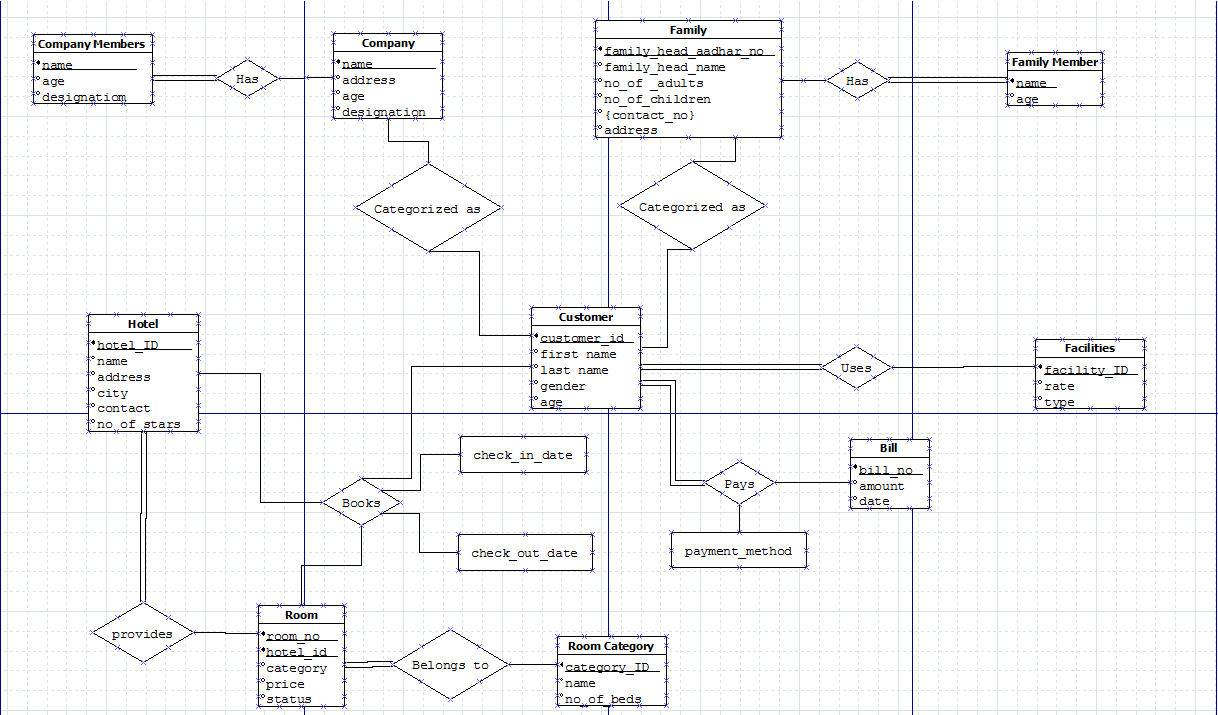 Company Members
name
age
designatiom
Has
Company
name
address
age
designation
Family
family_head_aadhar_no
family_head_name
no_of _adults
no_of_children
{contact_no}
address
Has
Family Member
name
age
Categorized as
Categorized as
Hotel
hotel_ID
name
address
city
contact
no_of_stars
Customer
customer_id
first name
last name
gender
age
Uses
Facilities
facility_ID
rate
type
check_in_date
Books
check_out_date
Pays
payment_method
Bill
bill_no
amount
date
provides
Room
room_no
hotel_id
category
price
status
Belongs to
Room Category
category_ID
name
no_of_beds